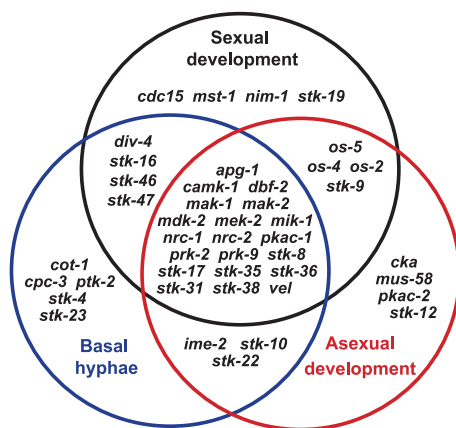 Sexual
development
cdc15 mst-1 nim-1 stk-19
div-4
stk-16
stk-46
stk-47
os-5
os-4 os-2
stk-9
apg-1
camk-1 dbf-2
mak-1 mak-2
mdk-2 mek-2 mik-1
nrc-1 nrc-2 pkac-1
prk-2 prk-9 stk-8
stk-17 stk-35 stk-36
stk-31 stk-38 vel
cot-1
cpc-3 ptk-2
stk-4
stk-23
cka
mus-58
pkac-2
stk-12
ime-2 stk-10
stk-22
Basal
hyphae
Asexual
development